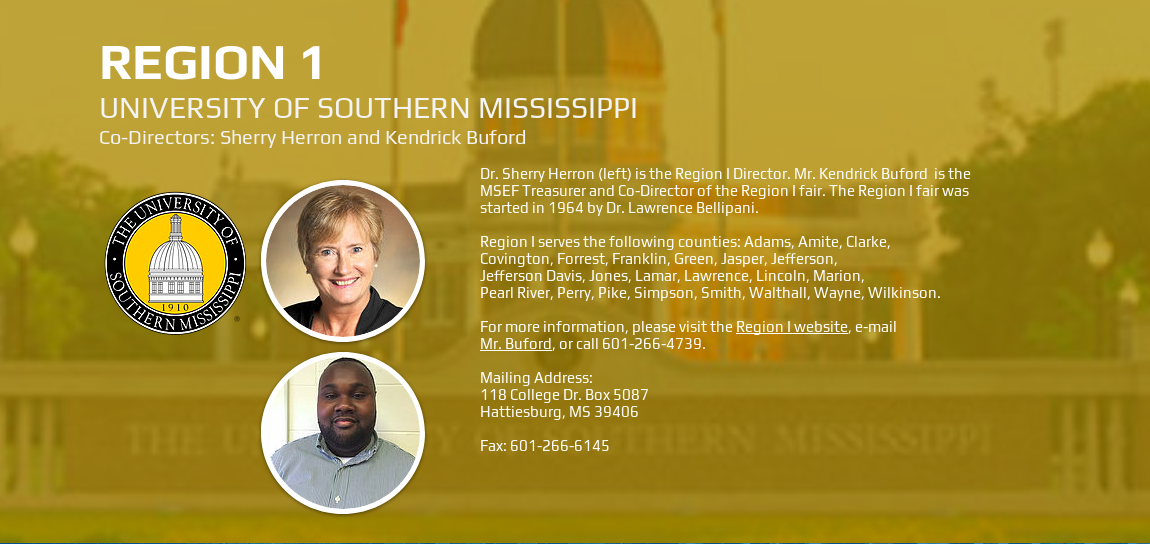 REGION 1
UNIVERSITY OF SOUTHERN MISSISSIPPI
Co-Directors: Sherry Herron and Kendrick Buford
Dr. Sherry Herron (left) is the Region I Director. Mr. Kendrick Buford is the
MSEF Treasurer and Co-Director of the Region I fair. The Region I fair was
started in 1964 by Dr. Lawrence Bellipani.
Region I serves the following counties: Adams, Amite, Clarke,
Covington, Forrest, Franklin, Green, Jasper, Jefferson,
Jefferson Davis, Jones, Lamar, Lawrence, Lincoln, Marion,
Pearl River, Perry, Pike, Simpson, Smith, Walthall, Wayne, Wilkinson.
For more information, please visit the Region I website, e-mail
Mr. Buford, or call 601-266-4739.
Mailing Address:
118 College Dr. Box 5087
Hattiesburg, MS 39406
Fax: 601-266-6145
THE UNIVERSITY OF
SOUTHERN MISSISSIPPI
1910
®
THE UNIVERSITY OF SOUTHERN MISSISSIPPI